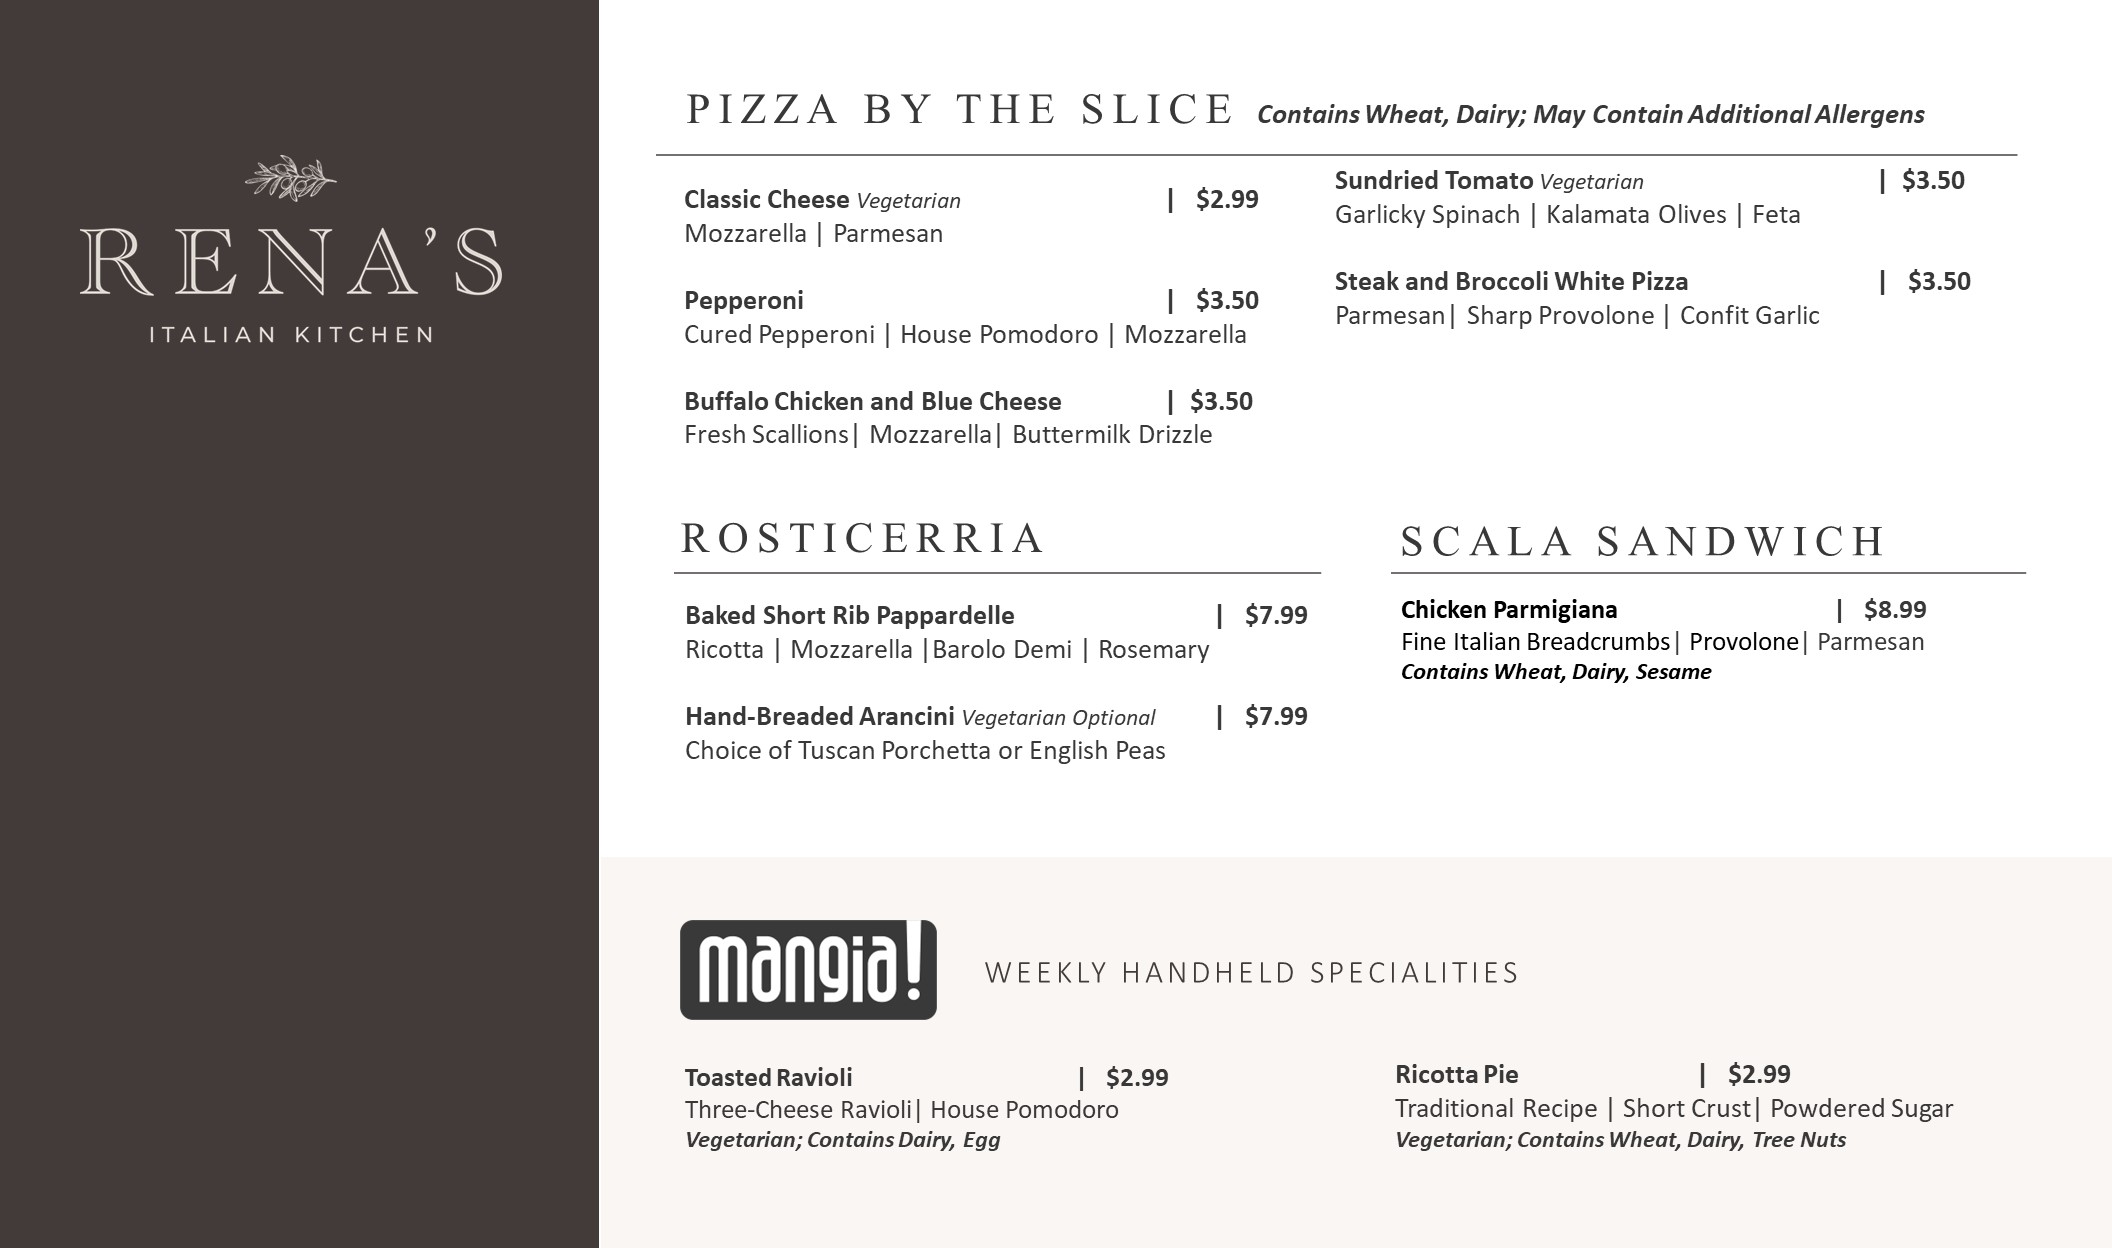 RENA'S
ITALIAN KITCHEN
PIZZA BY THE SLICE Contains Wheat, Dairy; May Contain Additional Allergens
Classic Cheese Vegetarian | $2.99
Mozzarella | Parmesan
Pepperoni | $3.50
Cured Pepperoni | House Pomodoro | Mozzarella
Buffalo Chicken and Blue Cheese | $3.50
Fresh Scallions| Mozzarella| Buttermilk Drizzle
Sundried Tomato Vegetarian | $3.50
Garlicky Spinach | Kalamata Olives | Feta
Steak and Broccoli White Pizza | $3.50
Parmesan| Sharp Provolone | Confit Garlic
ROSTICERRIA
Baked Short Rib Pappardelle | $7.99
Ricotta | Mozzarella |Barolo Demi | Rosemary
Hand-Breaded Arancini Vegetarian Optional | $7.99
Choice of Tuscan Porchetta or English Peas
SCALA SANDWICH
Chicken Parmigiana | $8.99
Fine Italian Breadcrumbs| Provolone| Parmesan
Contains Wheat, Dairy, Sesame
mangia!
WEEKLY HANDHELD SPECIALITIES
Toasted Ravioli | $2.99
Three-Cheese Ravioli| House Pomodoro
Vegetarian; Contains Dairy, Egg
Ricotta Pie | $2.99
Traditional Recipe | Short Crust| Powdered Sugar
Vegetarian; Contains Wheat, Dairy, Tree Nuts